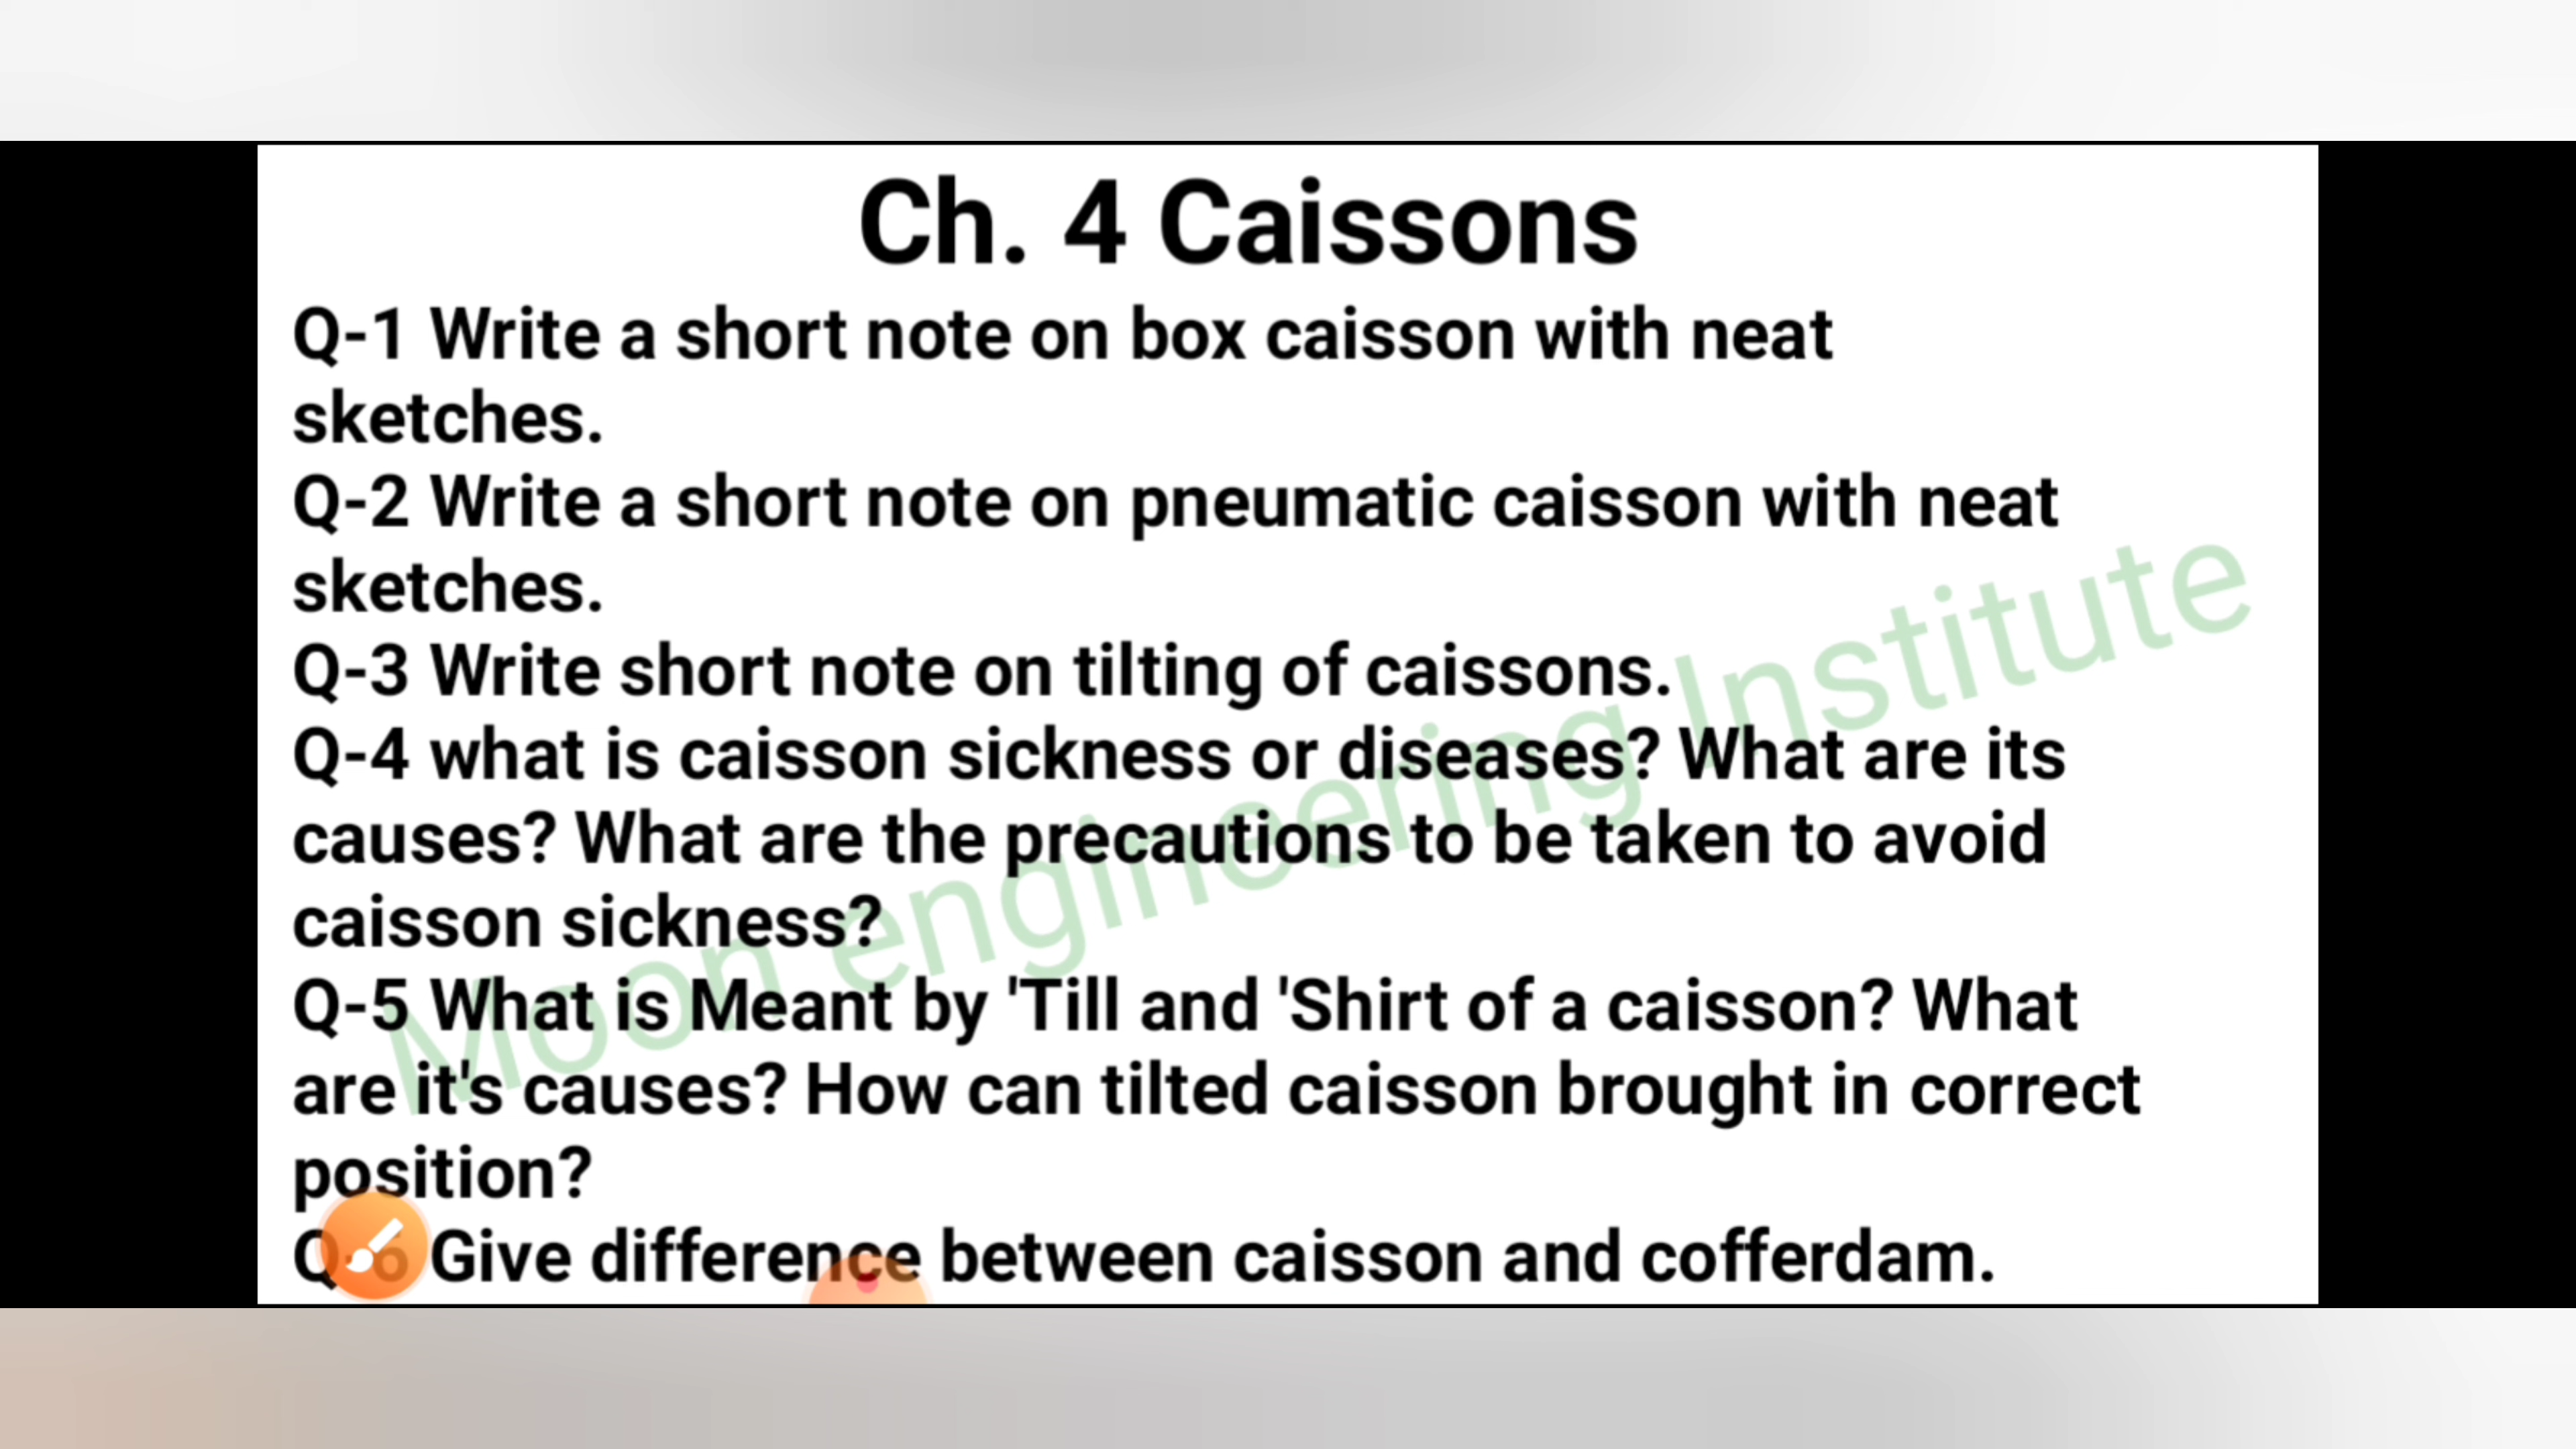 Ch. 4 Caissons
Q-1 Write a short note on box caisson with neat
sketches.
Q-2 Write a short note on pneumatic caisson with neat
sketches.
Q-3 Write short note on tilting of caissons.
Q-4 what is caisson sickness or diseases? What are its
causes? What are the precautions to be taken to avoid
caisson sickness?
Q-5 What is Meant by 'Till and 'Shirt of a caisson? What
are it's causes? How can tilted caisson brought in correct
position?
Q-6 Give difference between caisson and cofferdam.
Moon engineering Institute